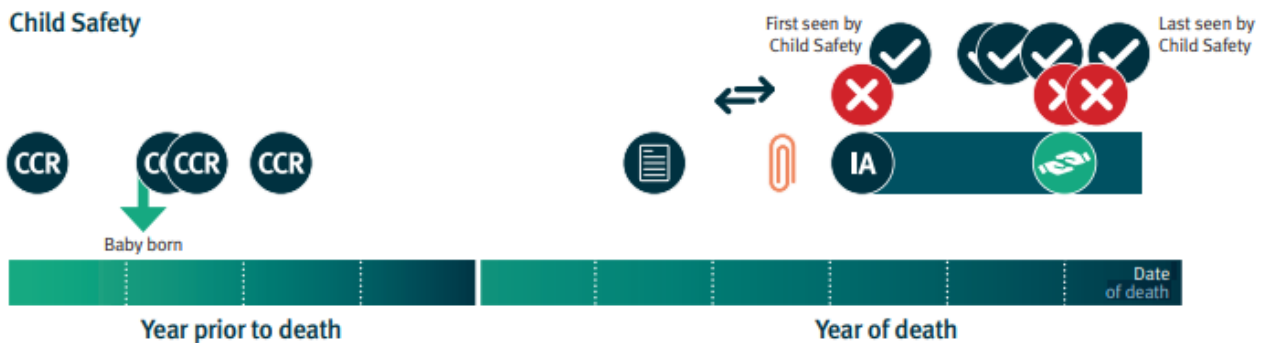 Child Safety
First seen by
Child Safety
Last seen by
Child Safety
CCR
CCR
CCR
IA
Baby born
Date
of death
Year prior to death
Year of death